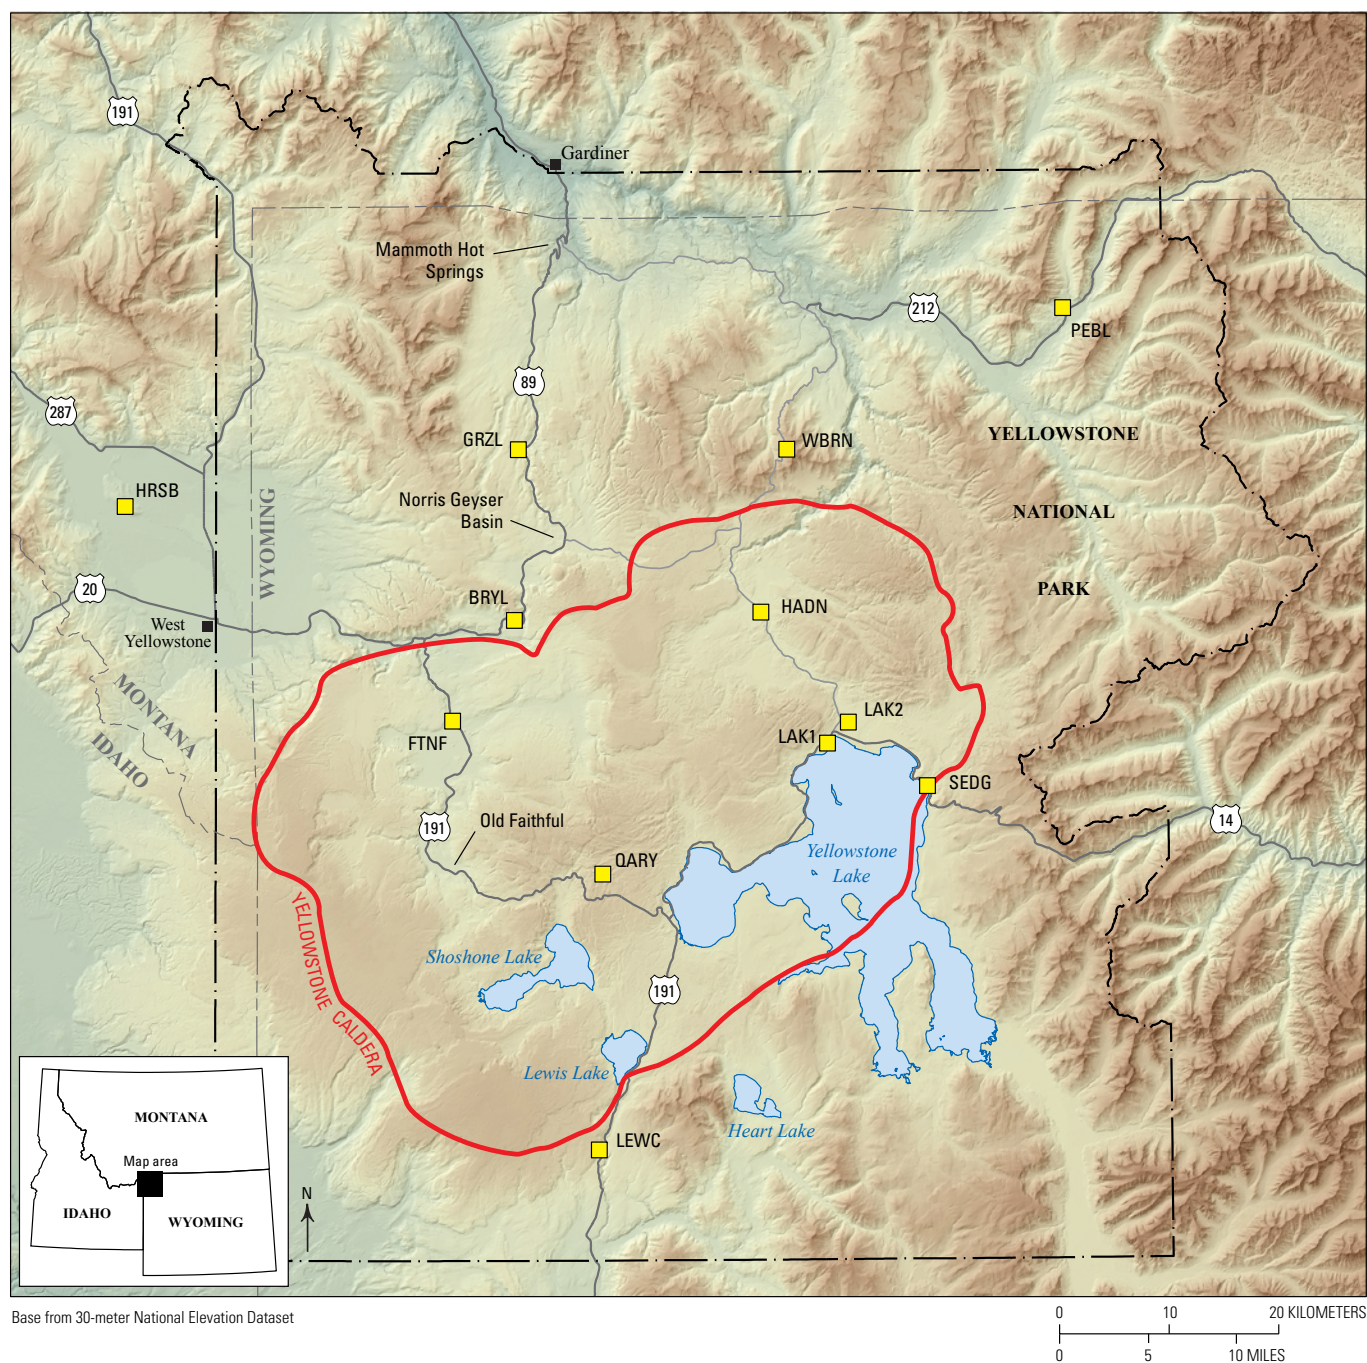 191
Gardiner
Mammoth Hot
Springs
212
PEBL
89
287
GRZL
WBRN
YELLOWSTONE
HRSB
Norris Geyser
Basin
NATIONAL
WYOMING
20
PARK
BRYL
HADN
West
Yellowstone
MONTANA
IDAHO
LAK2
FTNF
LAK1
SEDG
191
Old Faithful
14
Yellowstone
Lake
QARY
YELLOWSTONE CALDERA
Shoshone Lake
191
Lewis Lake
Heart Lake
LEWC
MONTANA
Map area
IDAHO
WYOMING
N
Base from 30-meter National Elevation Dataset
0 10 20 KILOMETERS
0 5 10 MILES